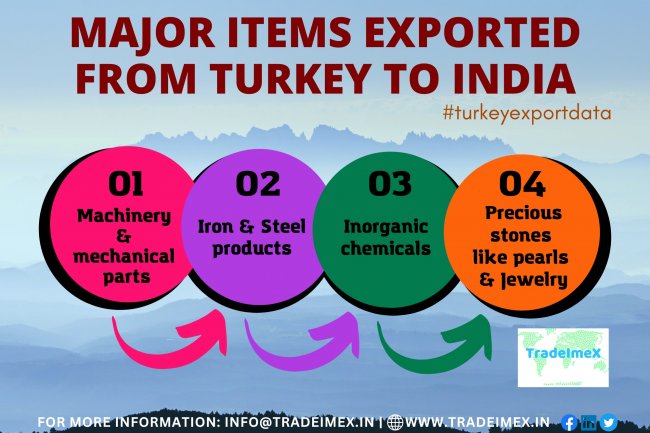 MAJOR ITEMS EXPORTED
FROM TURKEY TO INDIA
#turkeyexportdata
01
Machinery
&
mechanical
parts
02
Iron & Steel
products
03
Inorganic
chemicals
04
Precious
stones
like pearls
& Jewelry
TradeImeX
FOR MORE INFORMATION: INFO@TRADEIMEX.IN | WWW.TRADEIMEX.IN